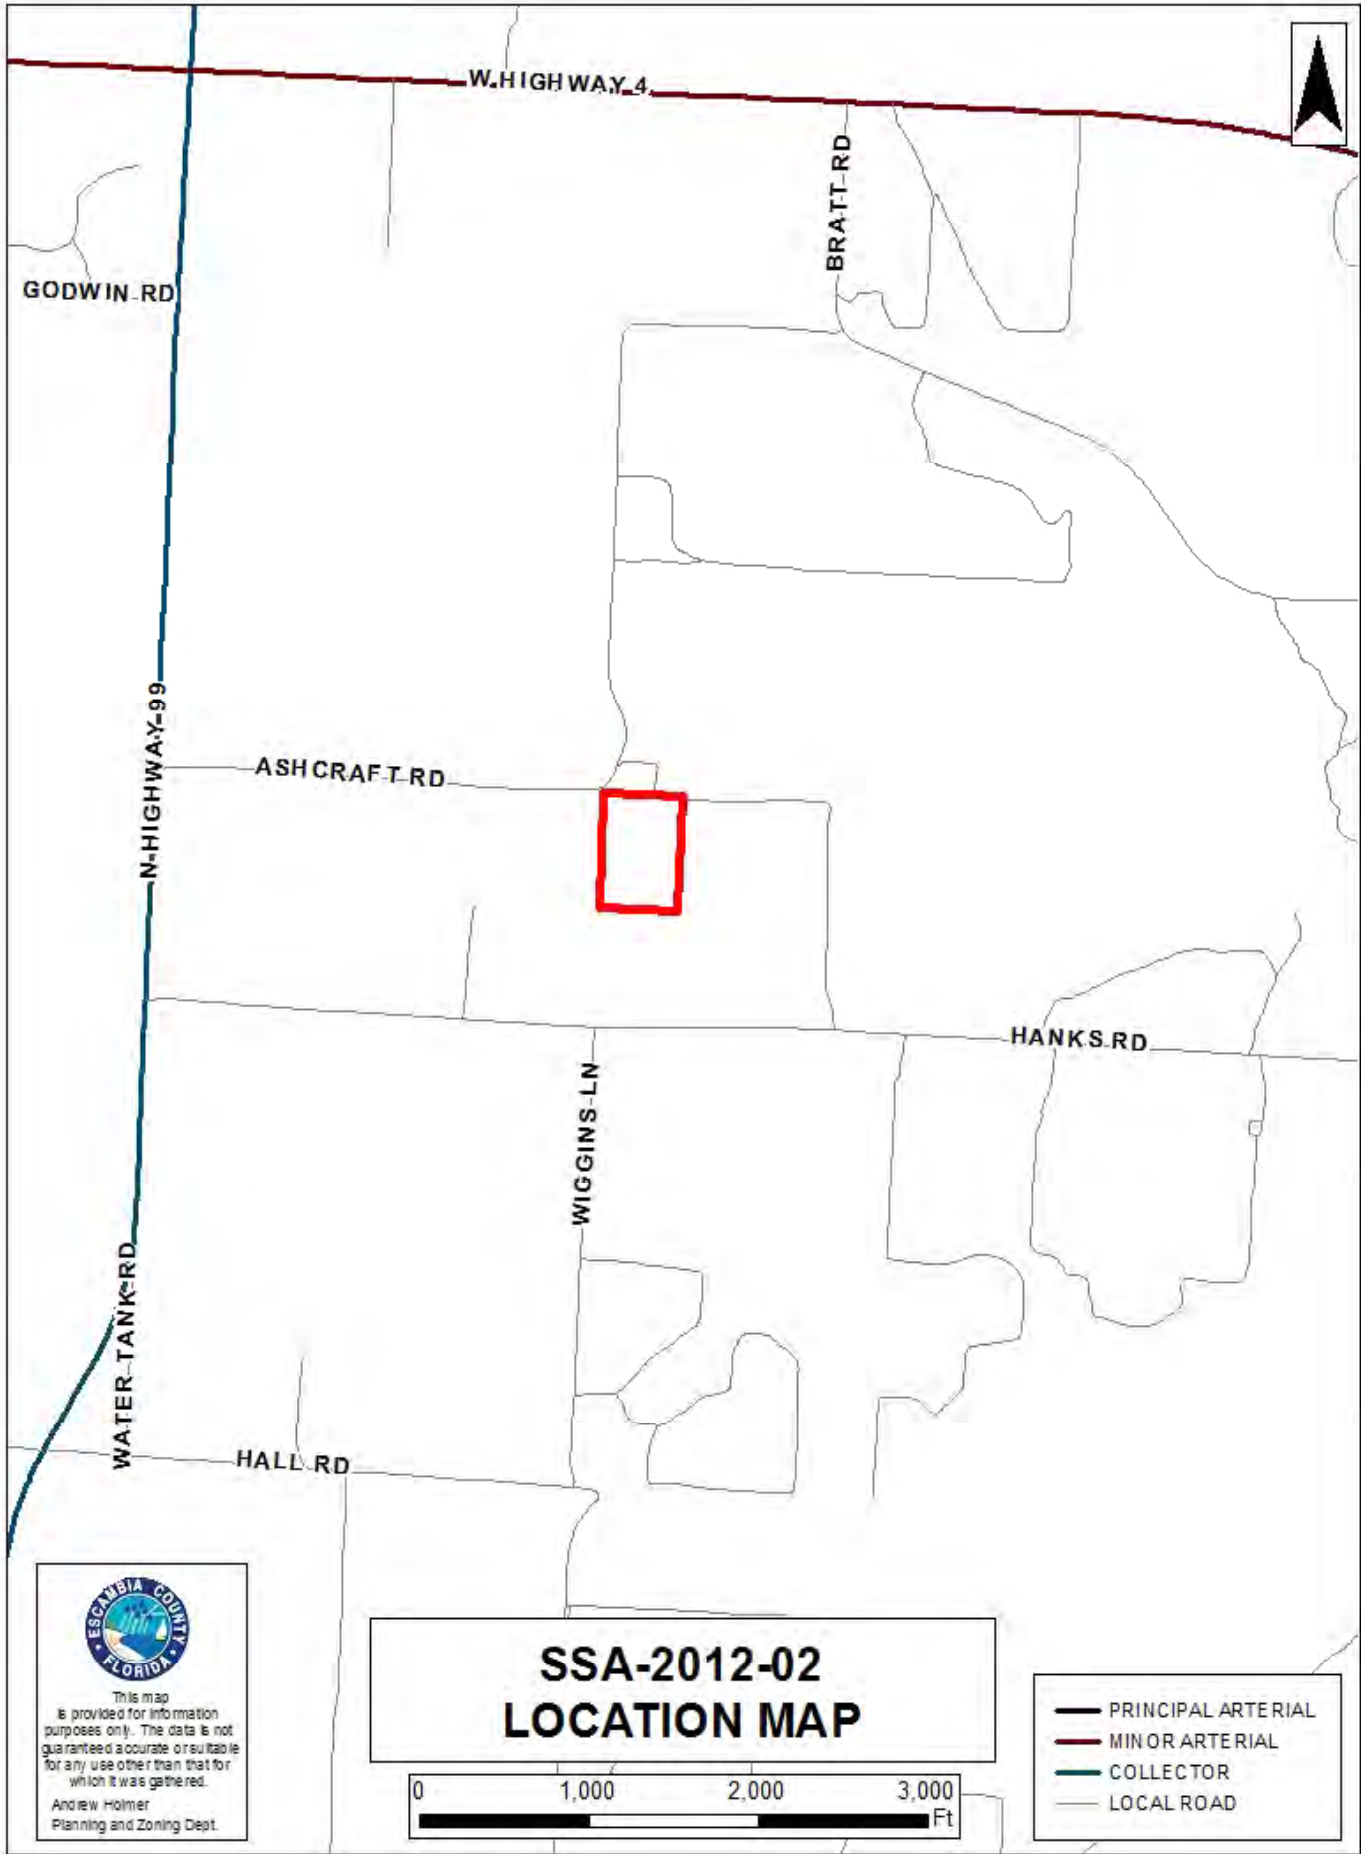 W HIGHWAY 4
BRATT RD
GODWIN RD
N HIGHWAY 99
ASHCRAFT RD
HANKS RD
WIGGINS LN
WATER TANK RD
HALL RD
ESCAMBIA COUNTY
FLORIDA
This map
is provided for information
purposes only. The data is not
guaranteed accurate or suitable
for any use other than that for
which it was gathered.
Andrew Holmer
Planning and Zoning Dept.
SSA-2012-02
LOCATION MAP
0 1,000 2,000 3,000
Ft
PRINCIPAL ARTERIAL
MINOR ARTERIAL
COLLECTOR
LOCAL ROAD